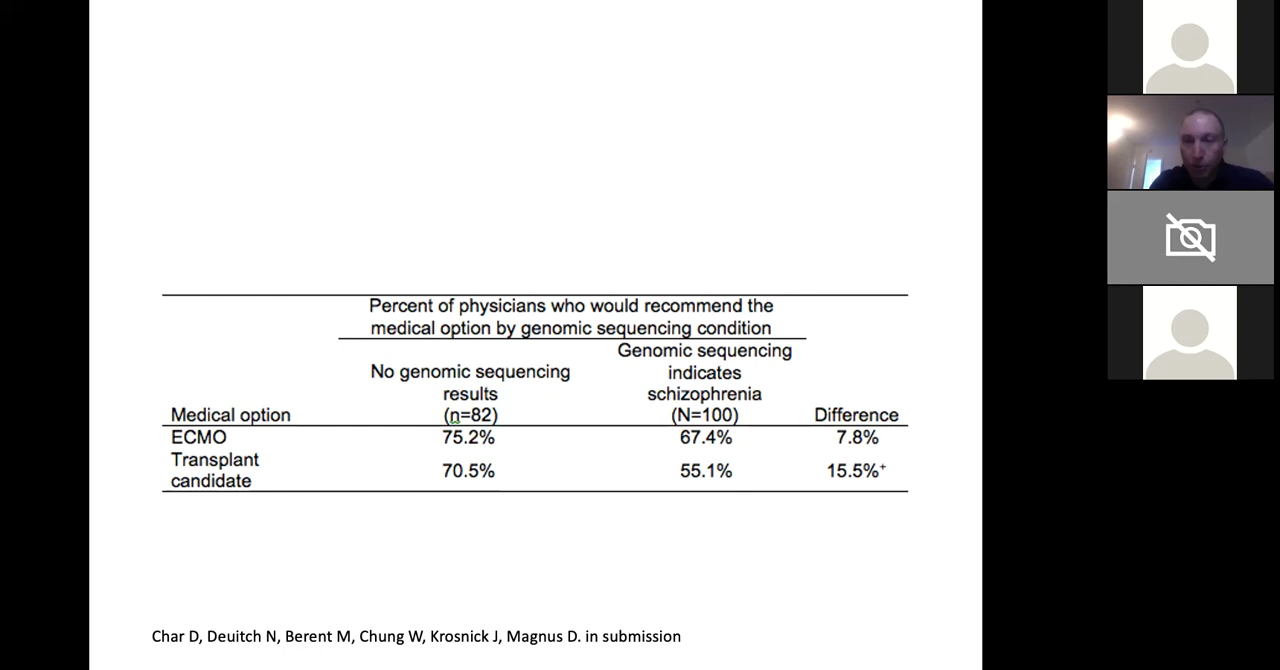 Percent of physicians who would recommend the
medical option by genomic sequencing condition
Genomic sequencing
No genomic sequencing indicates
results schizophrenia
Medical option (n=82) (N=100) Difference
ECMO 75.2% 67.4% 7.8%
Transplant
candidate 70.5% 55.1% 15.5%+
Char D, Deuitch N, Berent M, Chung W, Krosnick J, Magnus D. in submission